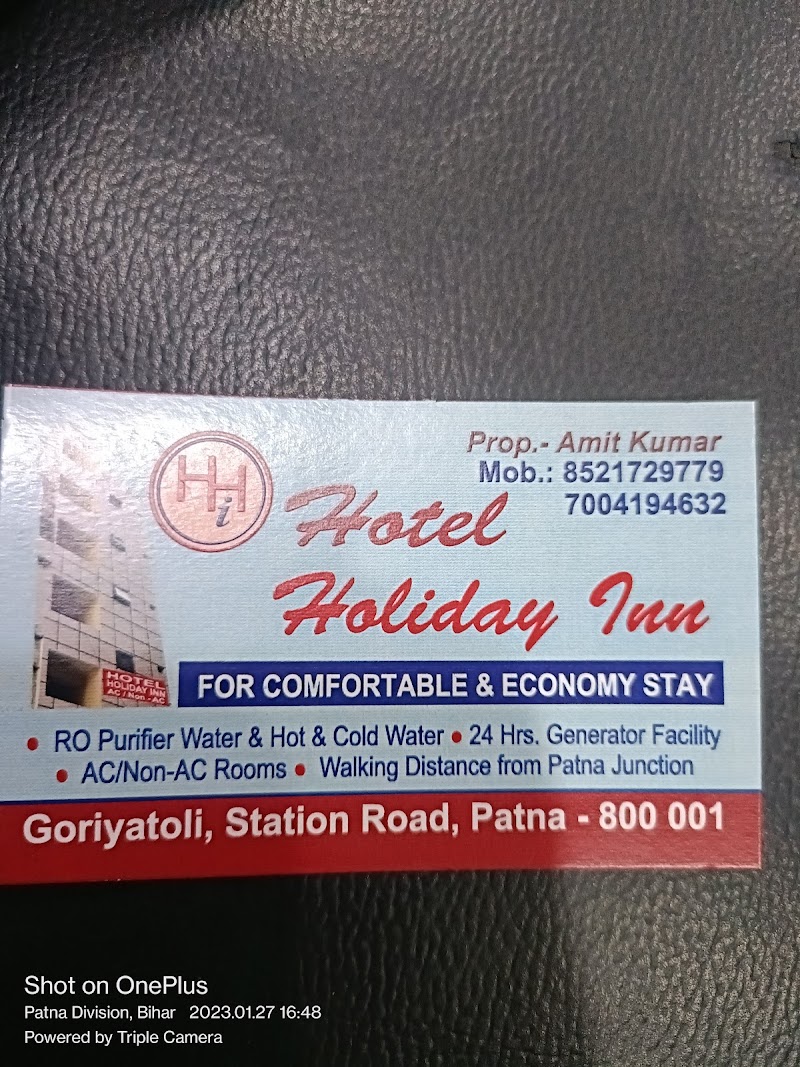 Prop.- Amit Kumar
Mob.: 8521729779
7004194632
HHi
Hotel
Holiday Inn
HOTEL
HOLIDAY INN
AC / Non - AC
FOR COMFORTABLE & ECONOMY STAY
• RO Purifier Water & Hot & Cold Water • 24 Hrs. Generator Facility
• AC/Non-AC Rooms • Walking Distance from Patna Junction
Goriyatoli, Station Road, Patna - 800 001
Shot on OnePlus
Patna Division, Bihar 2023.01.27 16:48
Powered by Triple Camera